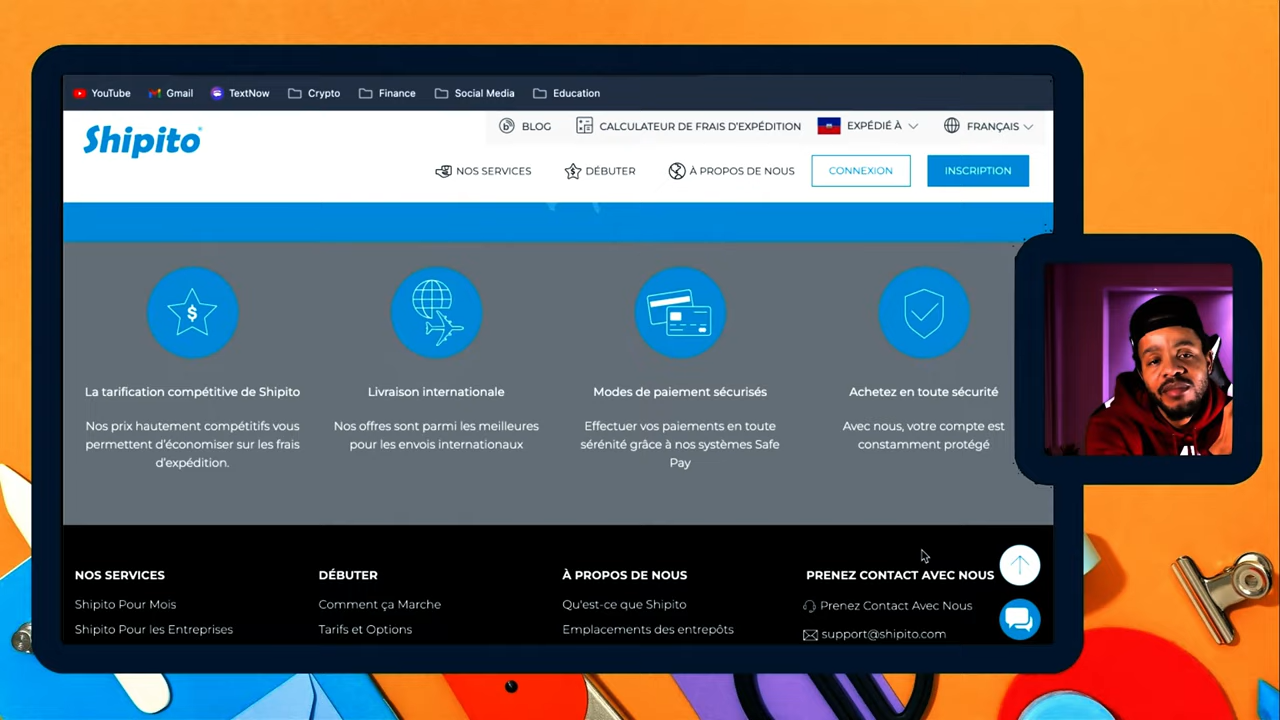 YouTube Gmail TextNow Crypto Finance Social Media Education
Shipito
BLOG CALCULATEUR DE FRAIS D'EXPÉDITION EXPÉDIÉ À FRANÇAIS
NOS SERVICES DÉBUTER À PROPOS DE NOUS CONNEXION INSCRIPTION
La tarification compétitive de Shipito
Nos prix hautement compétitifs vous
permettent d'économiser sur les frais
d'expédition.
Livraison internationale
Nos offres sont parmi les meilleures
pour les envois internationaux
Modes de paiement sécurisés
Effectuer vos paiements en toute
sérénité grâce à nos systèmes Safe
Pay
Achetez en toute sécurité
Avec nous, votre compte est
constamment protégé
NOS SERVICES
Shipito Pour Mois
Shipito Pour les Entreprises
DÉBUTER
Comment ça Marche
Tarifs et Options
À PROPOS DE NOUS
Qu'est-ce que Shipito
Emplacements des entrepôts
PRENEZ CONTACT AVEC NOUS
Prenez Contact Avec Nous
support@shipito.com